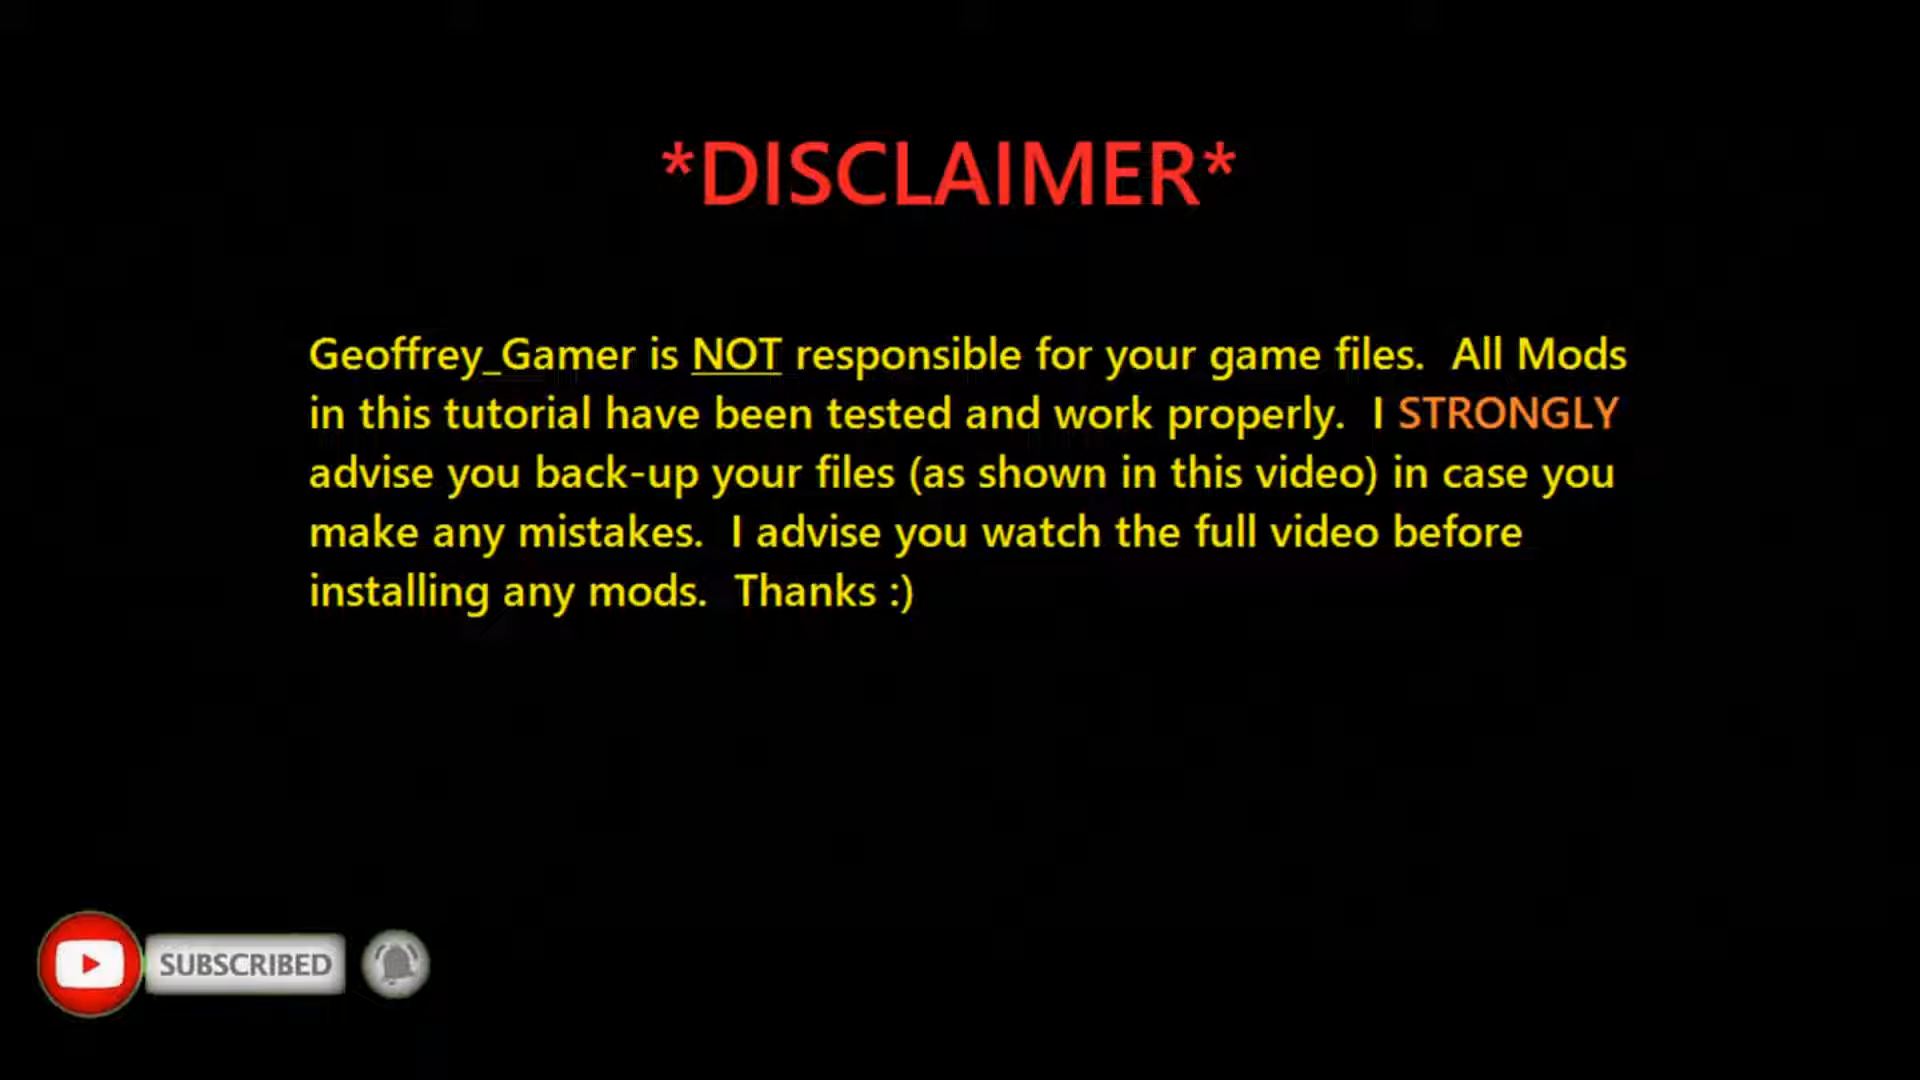 *DISCLAIMER*
Geoffrey_Gamer is NOT responsible for your game files.  All Mods
in this tutorial have been tested and work properly.  I STRONGLY
advise you back-up your files (as shown in this video) in case you
make any mistakes.  I advise you watch the full video before
installing any mods.  Thanks :)
SUBSCRIBED